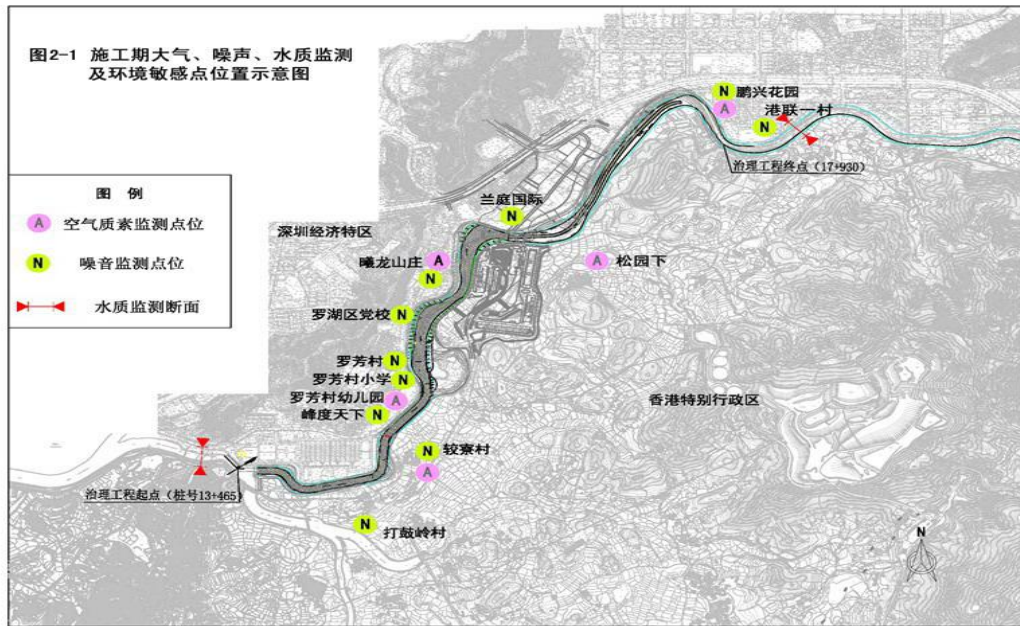 图2-1 施工期大气、噪声、水质监测
及环境敏感点位置示意图
N 鹏兴花园
A 港联一村
N
治理工程终点（17+930）
图 例
A 空气质素监测点位
N 噪音监测点位
水质监测断面
兰庭国际
N
深圳经济特区
曦龙山庄 A
N
A 松园下
罗湖区党校 N
罗芳村 N
罗芳村小学 N
罗芳村幼儿园 A
峰度天下 N
香港特别行政区
N 较寮村
A
治理工程起点（桩号13+465）
N 打鼓岭村
N